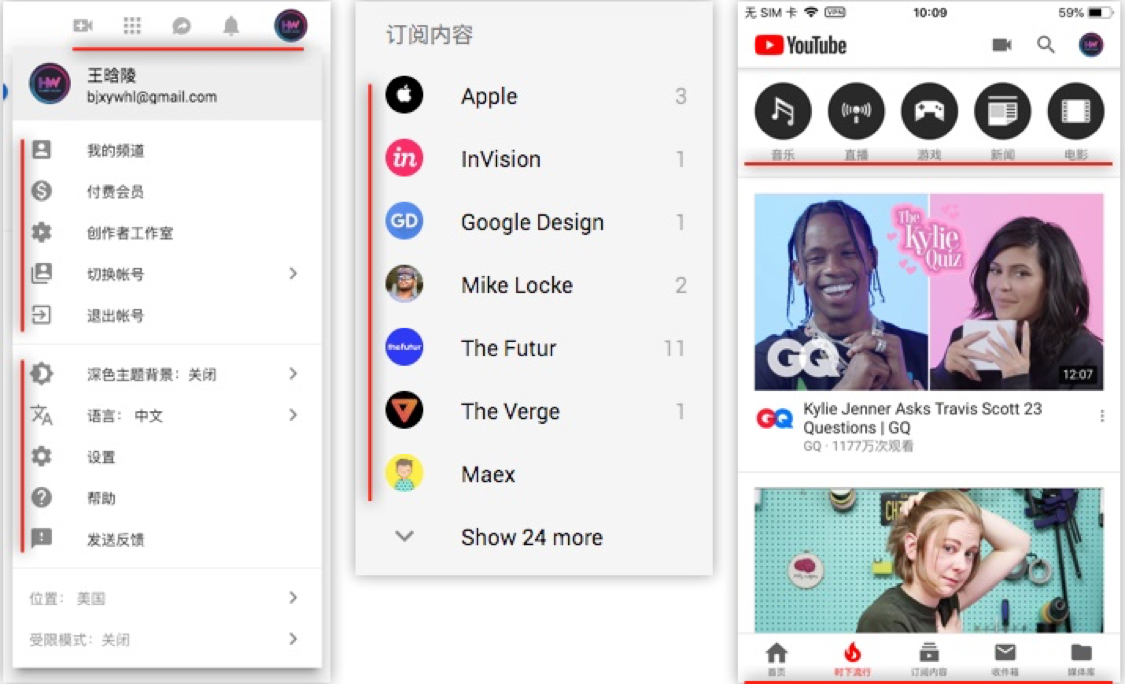 HW
王晗陵
bjxywhl@gmail.com
我的频道
付费会员
创作者工作室
切换帐号
退出帐号
深色主题背景：关闭
语言： 中文
设置
帮助
发送反馈
位置： 美国
受限模式：关闭
订阅内容
Apple 3
in InVision 1
GD Google Design 1
Mike Locke 2
thefutur The Futur 11
The Verge 1
Maex
Show 24 more
无 SIM 卡 VPN 10:09 59%
YouTube
音乐 直播 游戏 新闻 电影
The
Kylie
Quiz
GQ
12:07
GQ Kylie Jenner Asks Travis Scott 23
Questions | GQ
GQ · 1177万次观看
首页 时下流行 订阅内容 收件箱 媒体库